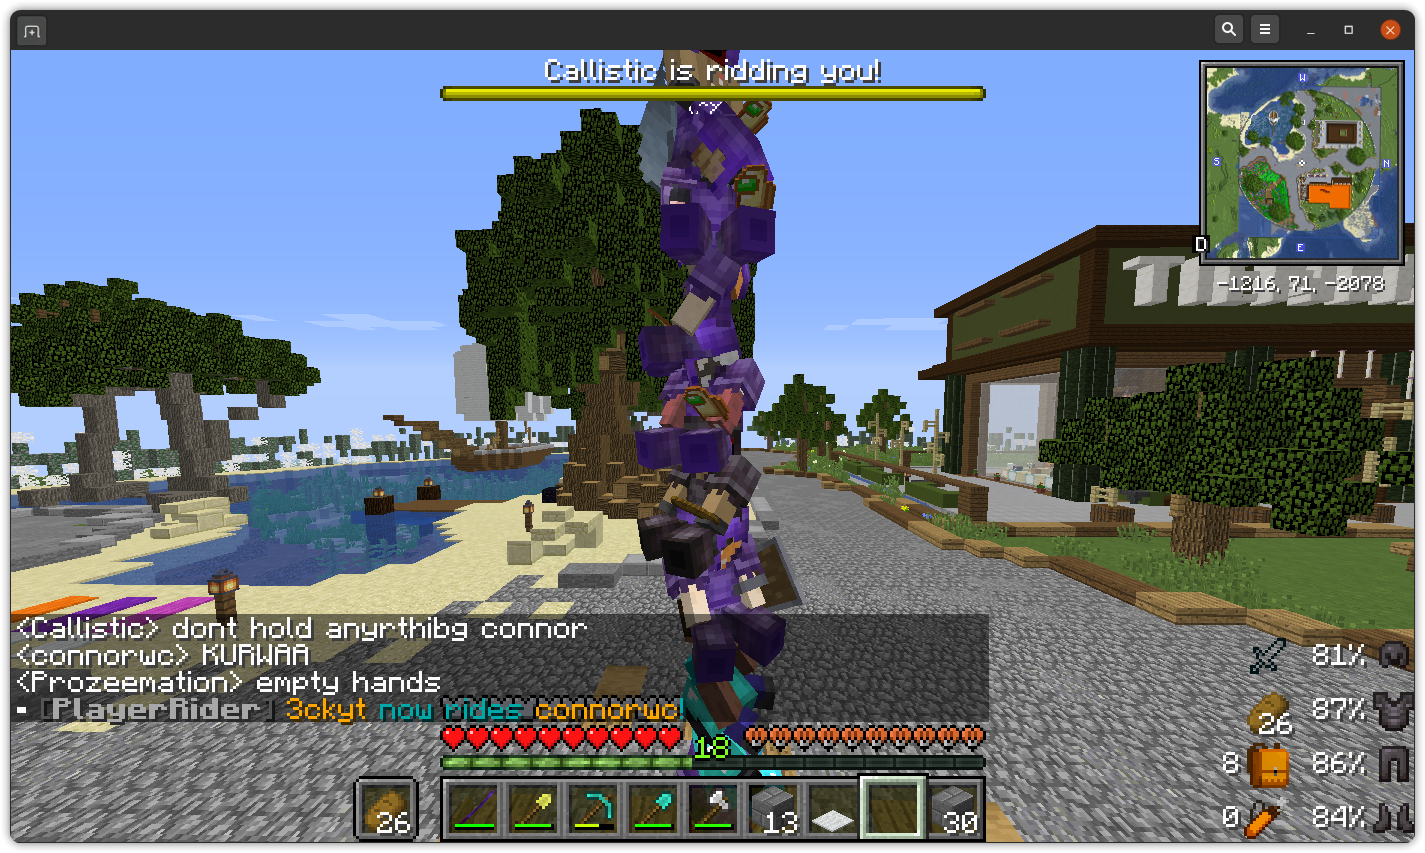 Callistic is ridding you!
W
S
N
E
D
-1216, 71, -2078
<Callistic> dont hold anyrthibg connor
<connorwc> KURWAA
<Prozeemation> empty hands
[PlayerRider] 3ckyt now rides connorwc!
18
81%
26
87%
8
86%
0
84%
26
13
30